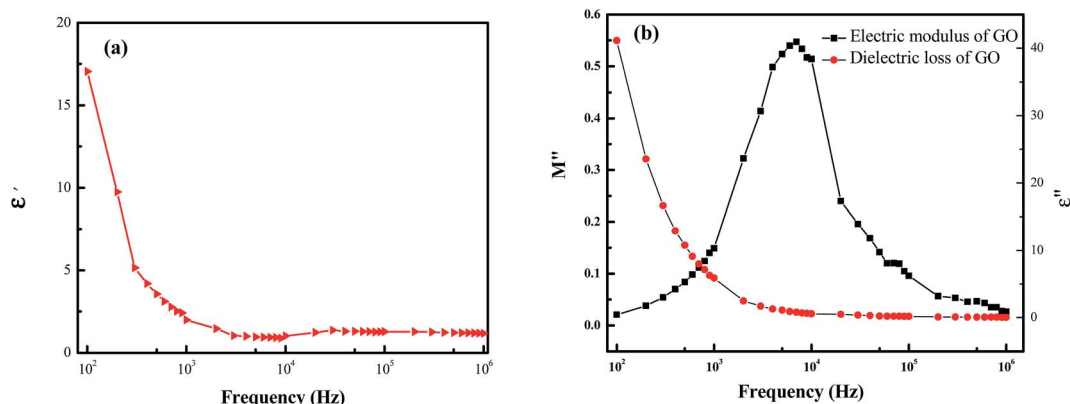 (a)
20
15
10
5
0
ε′
10² 10³ 10⁴ 10⁵ 10⁶
Frequency (Hz)
(b)
Electric modulus of GO
Dielectric loss of GO
0.6
0.5
0.4
0.3
0.2
0.1
0.0
M''
40
30
20
10
0
ε''
10² 10³ 10⁴ 10⁵ 10⁶
Frequency (Hz)